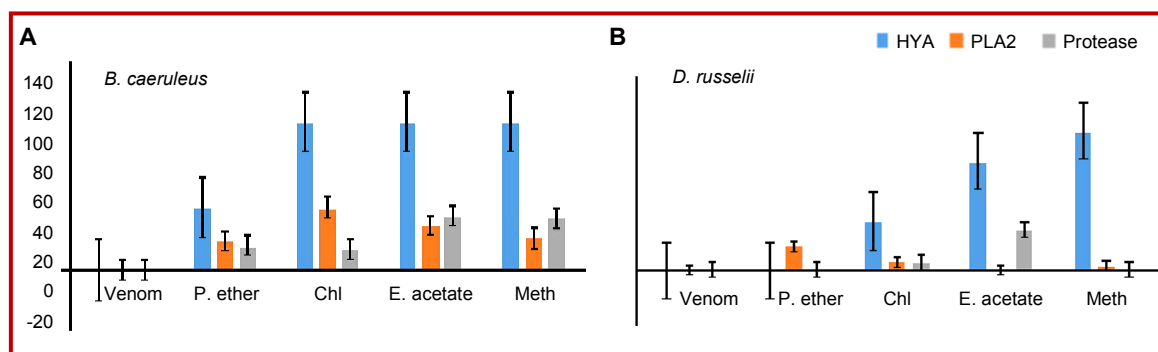 A
B. caeruleus
140
120
100
80
60
40
20
0
-20
Venom P. ether Chl E. acetate Meth
B
HYA PLA2 Protease
D. russelii
Venom P. ether Chl E. acetate Meth